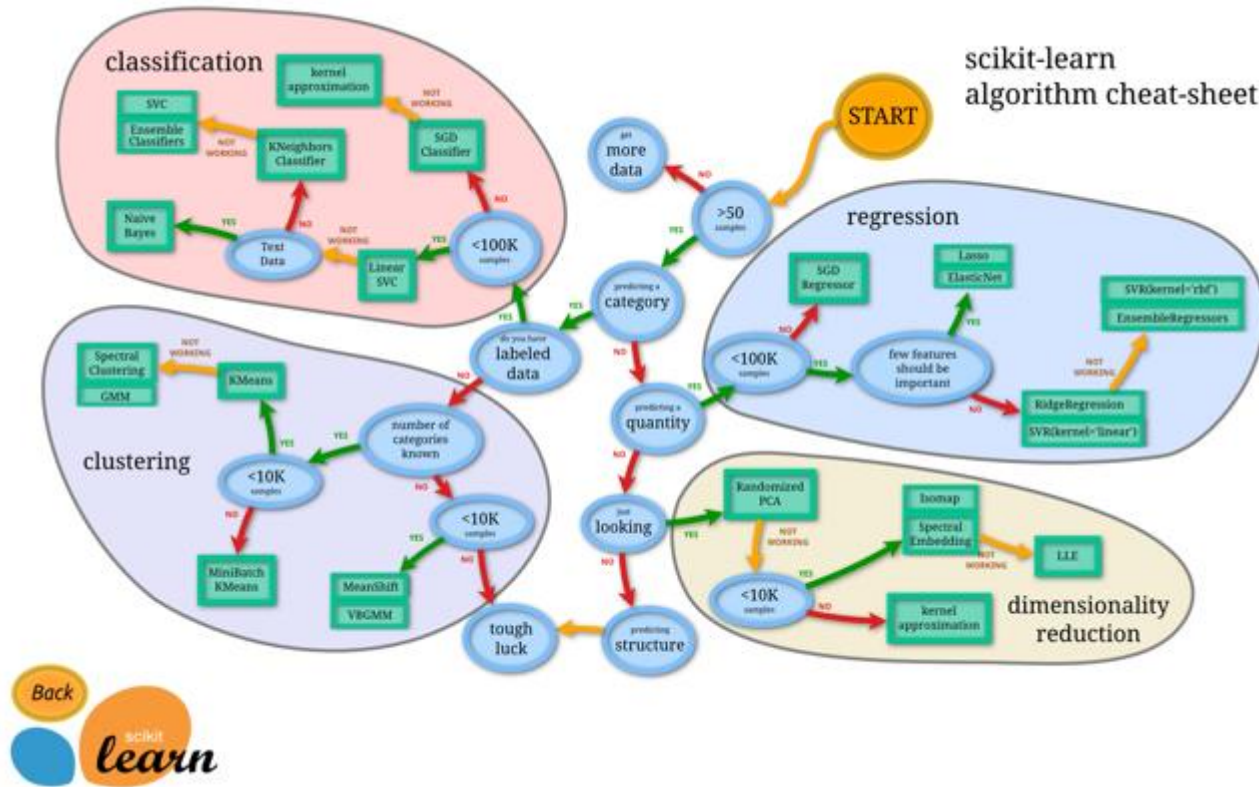 scikit-learn
algorithm cheat-sheet
START
classification
kernel
approximation
NOT
WORKING
SVC
Ensemble
Classifiers
NOT
WORKING
KNeighbors
Classifier
SGD
Classifier
NO
Naive
Bayes
YES
Text
Data
NO
NOT
WORKING
Linear
SVC
YES
<100K
samples
YES
get
more
data
NO
>50
samples
YES
predicting a
category
YES
do you have
labeled
data
NO
NO
predicting a
quantity
YES
NO
just
looking
YES
NO
predicting
structure
tough
luck
regression
SGD
Regressor
NO
<100K
samples
YES
Lasso
ElasticNet
YES
few features
should be
important
NO
SVR(kernel='rbf')
EnsembleRegressors
NOT
WORKING
RidgeRegression
SVR(kernel='linear')
clustering
Spectral
Clustering
GMM
NOT
WORKING
KMeans
YES
<10K
samples
YES
number of
categories
known
NO
NO
MiniBatch
KMeans
<10K
samples
YES
NO
MeanShift
VBGMM
dimensionality
reduction
Randomized
PCA
NOT
WORKING
<10K
samples
YES
NO
Isomap
Spectral
Embedding
NOT
WORKING
LLE
kernel
approximation
Back
scikit
learn